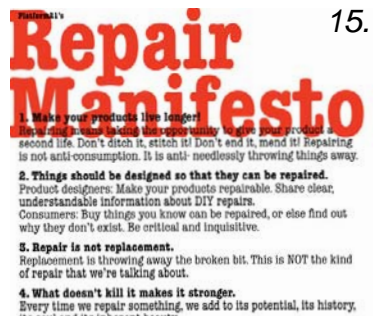 Platform21's
15.
Repair
Manifesto
1. Make your products live longer!
Repairing means taking the opportunity to give your product a
second life. Don't ditch it, stitch it! Don't end it, mend it! Repairing
is not anti-consumption. It is anti- needlessly throwing things away.
2. Things should be designed so that they can be repaired.
Product designers: Make your products repairable. Share clear,
understandable information about DIY repairs.
Consumers: Buy things you know can be repaired, or else find out
why they don't exist. Be critical and inquisitive.
3. Repair is not replacement.
Replacement is throwing away the broken bit. This is NOT the kind
of repair that we're talking about.
4. What doesn't kill it makes it stronger.
Every time we repair something, we add to its potential, its history,
its soul and its inherent beauty.